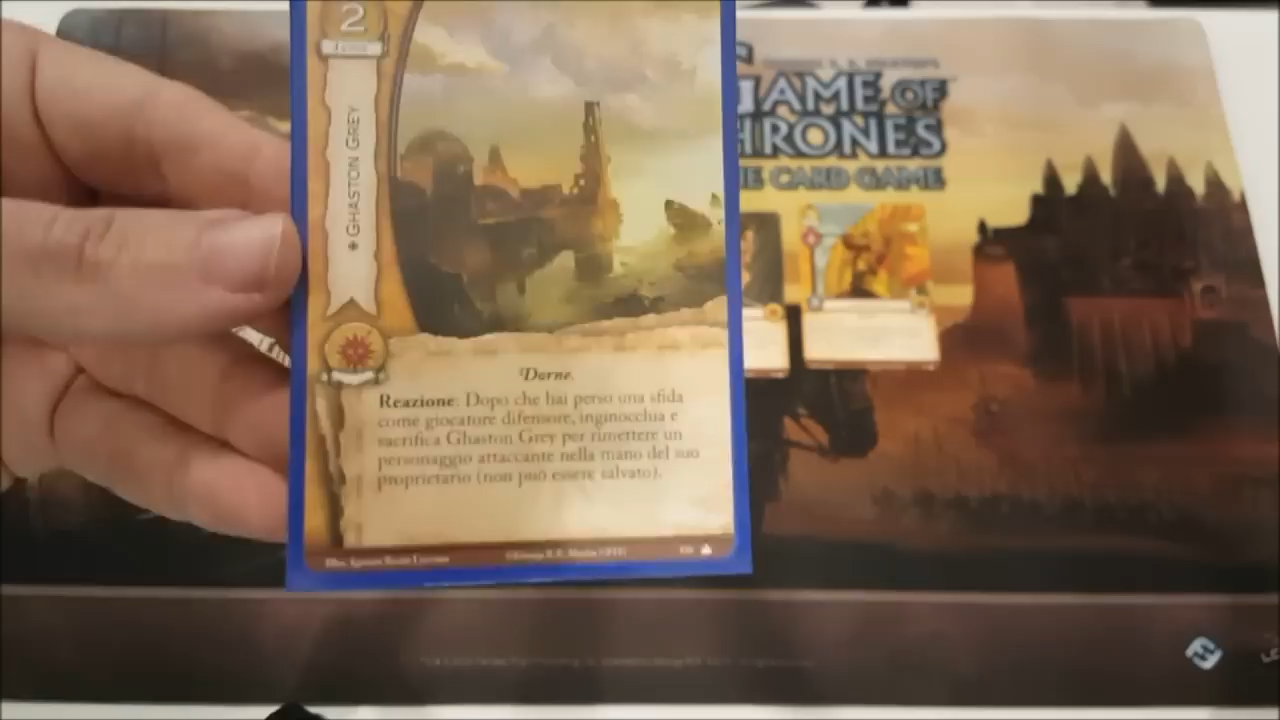 2
GHASTON GREY
GAME OF
THRONES
THE CARD GAME
Dorne.
Reazione: Dopo che hai perso una sfida
come giocatore difensore, inginocchia e
sacrifica Ghaston Grey per rimettere un
personaggio attaccante nella mano del suo
proprietario (non può essere salvato).